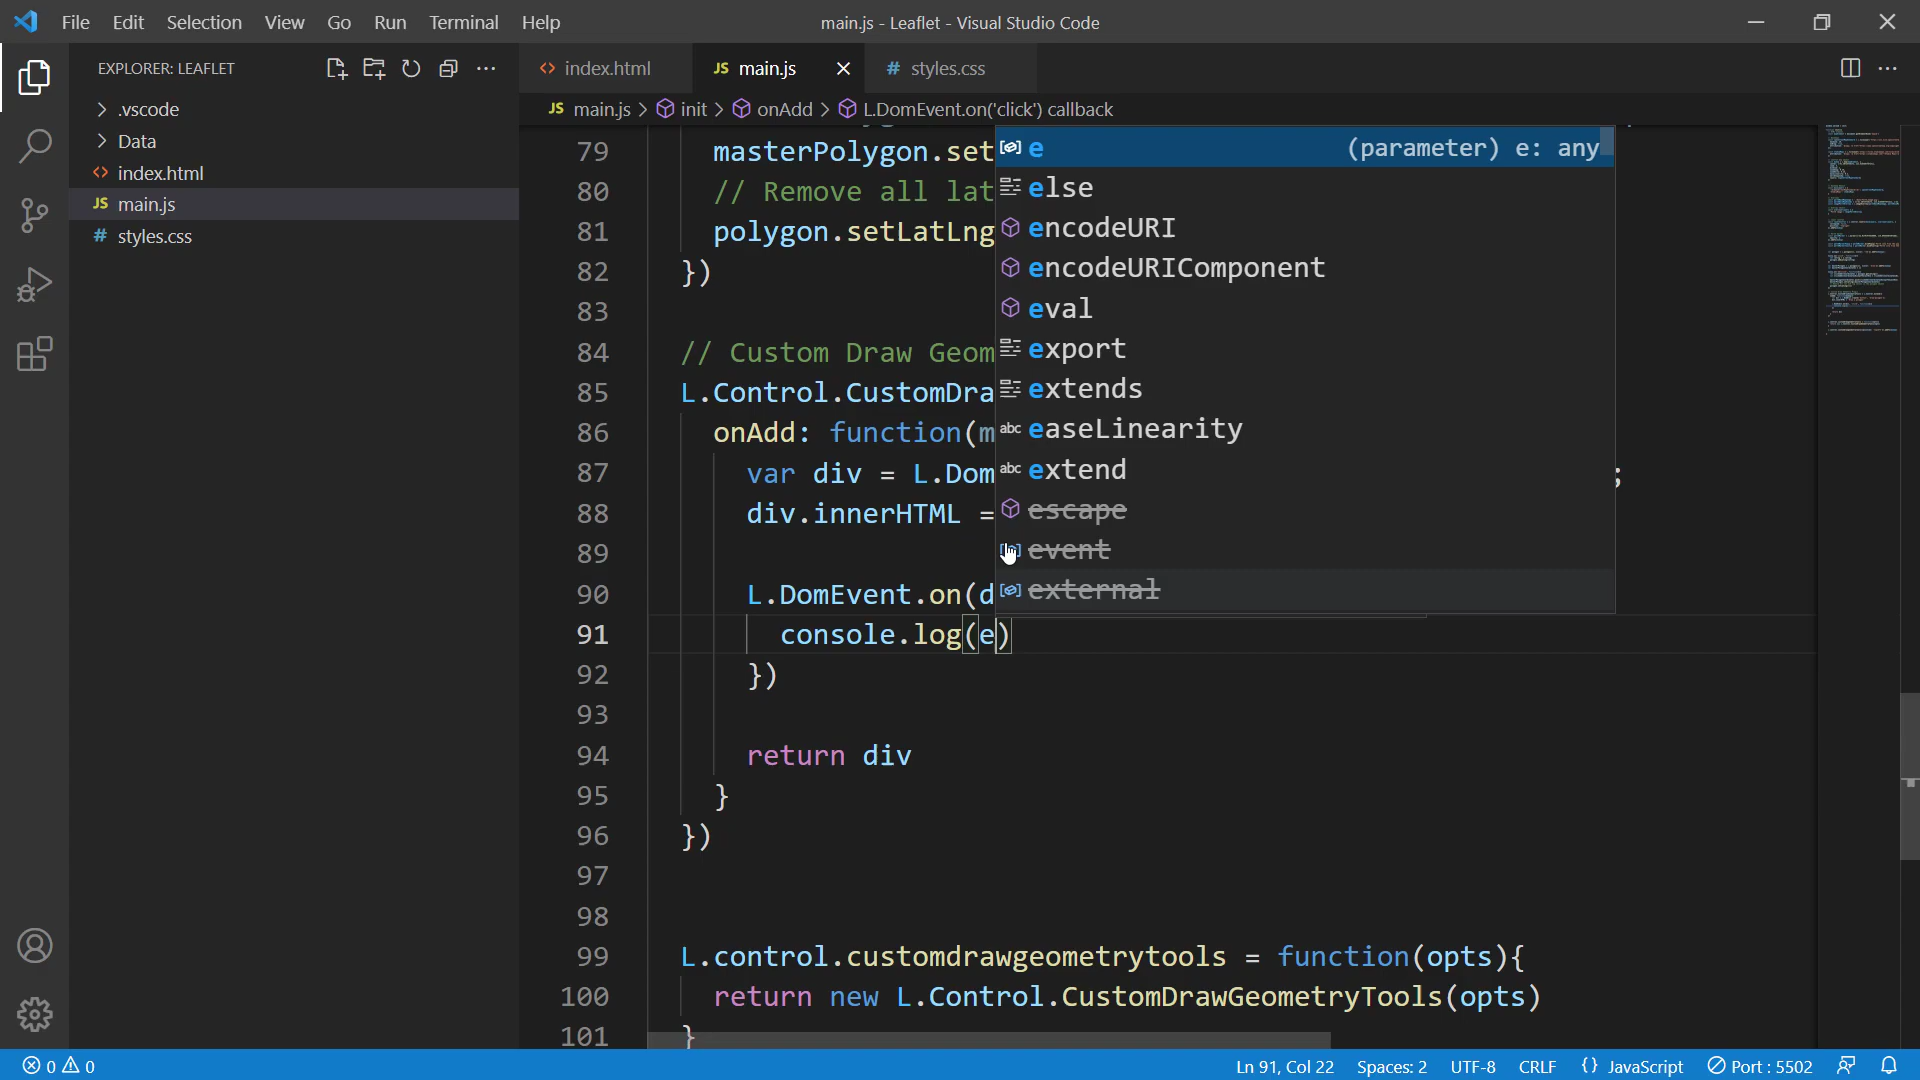 File Edit Selection View Go Run Terminal Help
main.js - Leaflet - Visual Studio Code
EXPLORER: LEAFLET
.vscode
Data
<> index.html
JS main.js
# styles.css
<> index.html
JS main.js
# styles.css
JS main.js > init > onAdd > L.DomEvent.on('click') callback
79 masterPolygon.set
80 // Remove all lat
81 polygon.setLatLng
82 })
83
84 // Custom Draw Geom
85 L.Control.CustomDra
86 onAdd: function(m
87 var div = L.Dom ;
88 div.innerHTML =
89
90 L.DomEvent.on(d
91 console.log(e)
92 })
93
94 return div
95 }
96 })
97
98
99 L.control.customdrawgeometrytools = function(opts){
100 return new L.Control.CustomDrawGeometryTools(opts)
101 }
e (parameter) e: any
else
encodeURI
encodeURIComponent
eval
export
extends
abc easeLinearity
abc extend
escape
event
external
0 0
Ln 91, Col 22 Spaces: 2 UTF-8 CRLF {} JavaScript Port : 5502